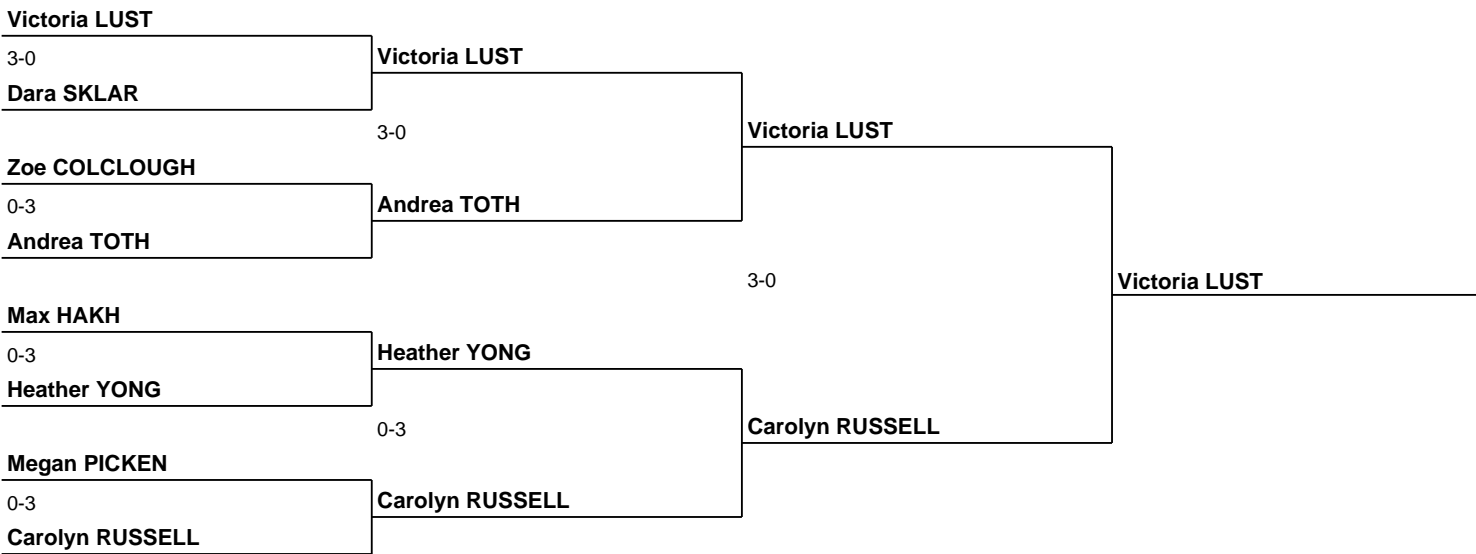 Victoria LUST
3-0
Victoria LUST
Dara SKLAR
3-0
Victoria LUST
Zoe COLCLOUGH
0-3
Andrea TOTH
Andrea TOTH
3-0
Victoria LUST
Max HAKH
0-3
Heather YONG
Heather YONG
0-3
Carolyn RUSSELL
Megan PICKEN
0-3
Carolyn RUSSELL
Carolyn RUSSELL